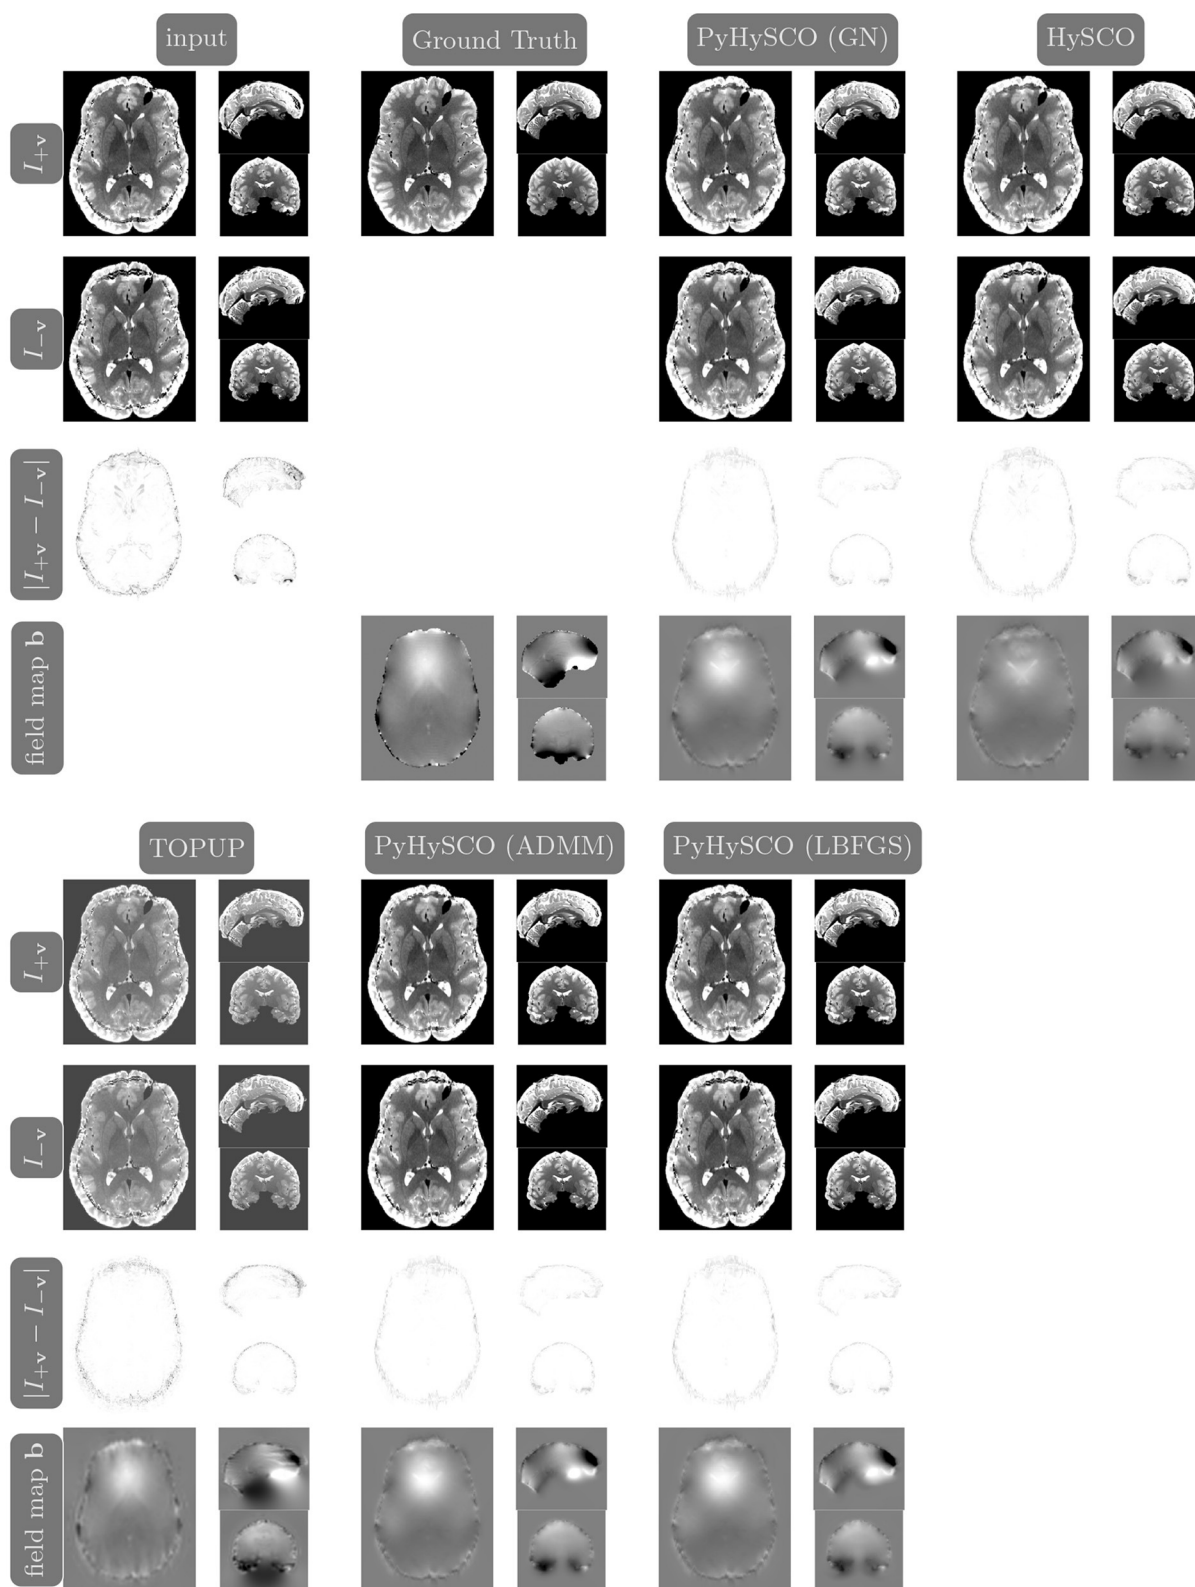 input
Ground Truth
PyHySCO (GN)
HySCO
I₊ᵥ
I₋ᵥ
|I₊ᵥ − I₋ᵥ|
field map b
TOPUP
PyHySCO (ADMM)
PyHySCO (LBFGS)
I₊ᵥ
I₋ᵥ
|I₊ᵥ − I₋ᵥ|
field map b